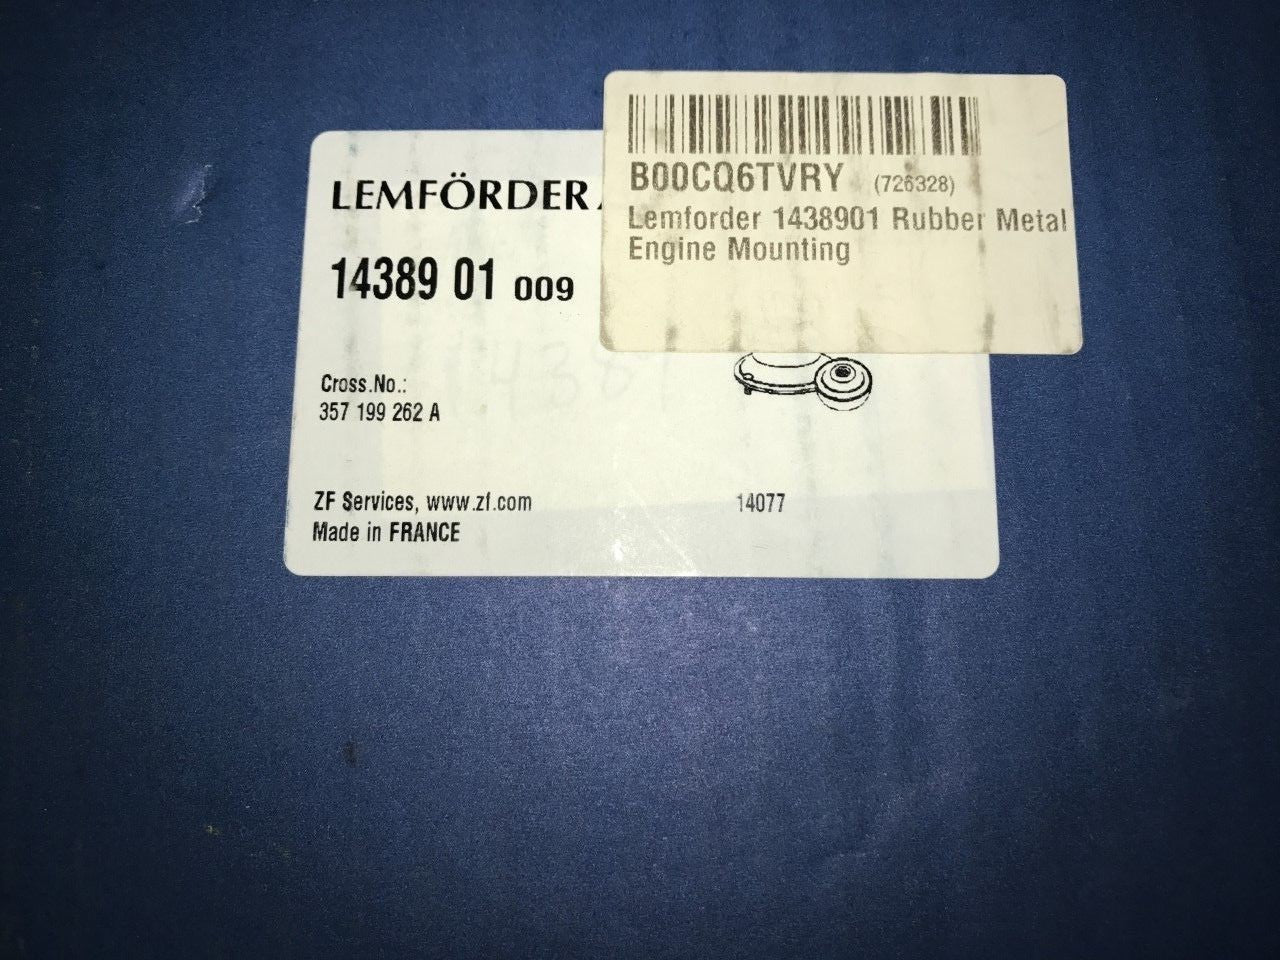 LEMFÖRDER
14389 01 009
Cross.No.:
357 199 262 A
ZF Services, www.zf.com
Made in FRANCE
14077
B00CQ6TVRY (726328)
Lemforder 1438901 Rubber Metal
Engine Mounting